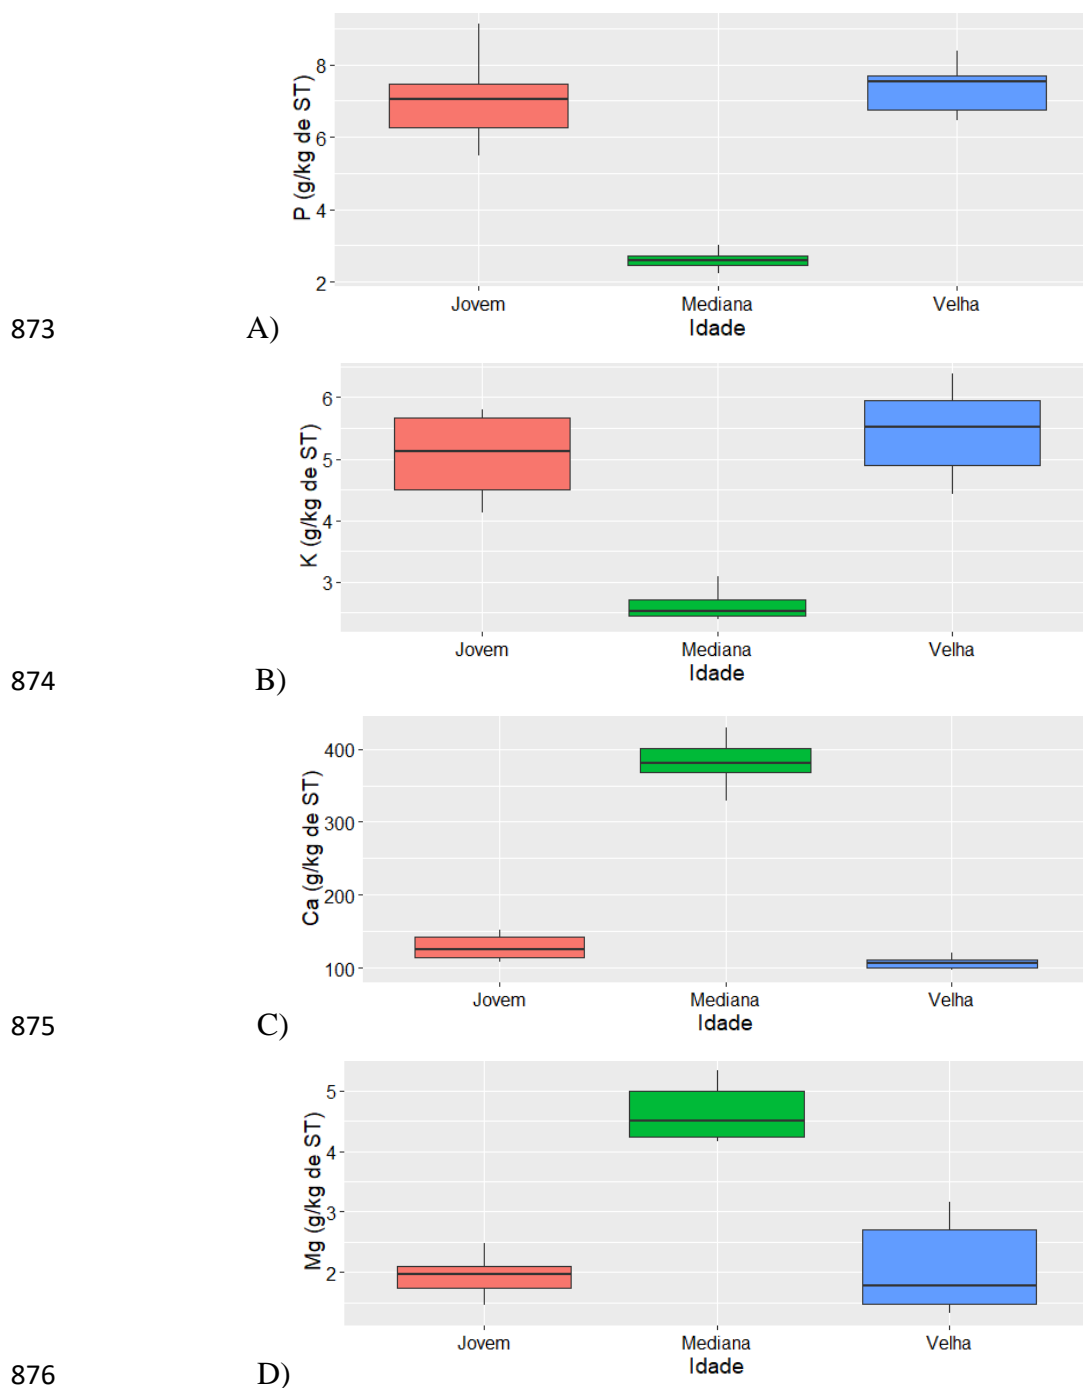 8
6
4
2
P (g/kg de ST)
Jovem Mediana Velha
Idade
873 A)
6
5
4
3
K (g/kg de ST)
Jovem Mediana Velha
Idade
874 B)
400
300
200
100
Ca (g/kg de ST)
Jovem Mediana Velha
Idade
875 C)
5
4
3
2
Mg (g/kg de ST)
Jovem Mediana Velha
Idade
876 D)